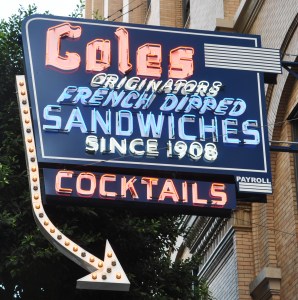 Coles
ORIGINATORS
FRENCH DIPPED
SANDWICHES
SINCE 1908
COCKTAILS
PAYROLL